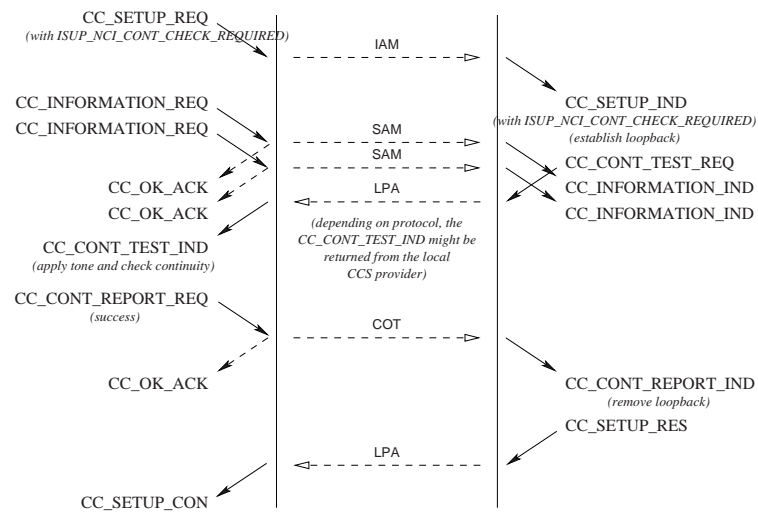 CC_SETUP_REQ
(with ISUP_NCI_CONT_CHECK_REQUIRED)
IAM
CC_INFORMATION_REQ
CC_SETUP_IND
(with ISUP_NCI_CONT_CHECK_REQUIRED)
(establish loopback)
CC_INFORMATION_REQ
SAM
SAM
CC_CONT_TEST_REQ
CC_OK_ACK
LPA
CC_INFORMATION_IND
CC_OK_ACK
CC_INFORMATION_IND
(depending on protocol, the
CC_CONT_TEST_IND might be
returned from the local
CCS provider)
CC_CONT_TEST_IND
(apply tone and check continuity)
CC_CONT_REPORT_REQ
(success)
COT
CC_OK_ACK
CC_CONT_REPORT_IND
(remove loopback)
CC_SETUP_RES
LPA
CC_SETUP_CON